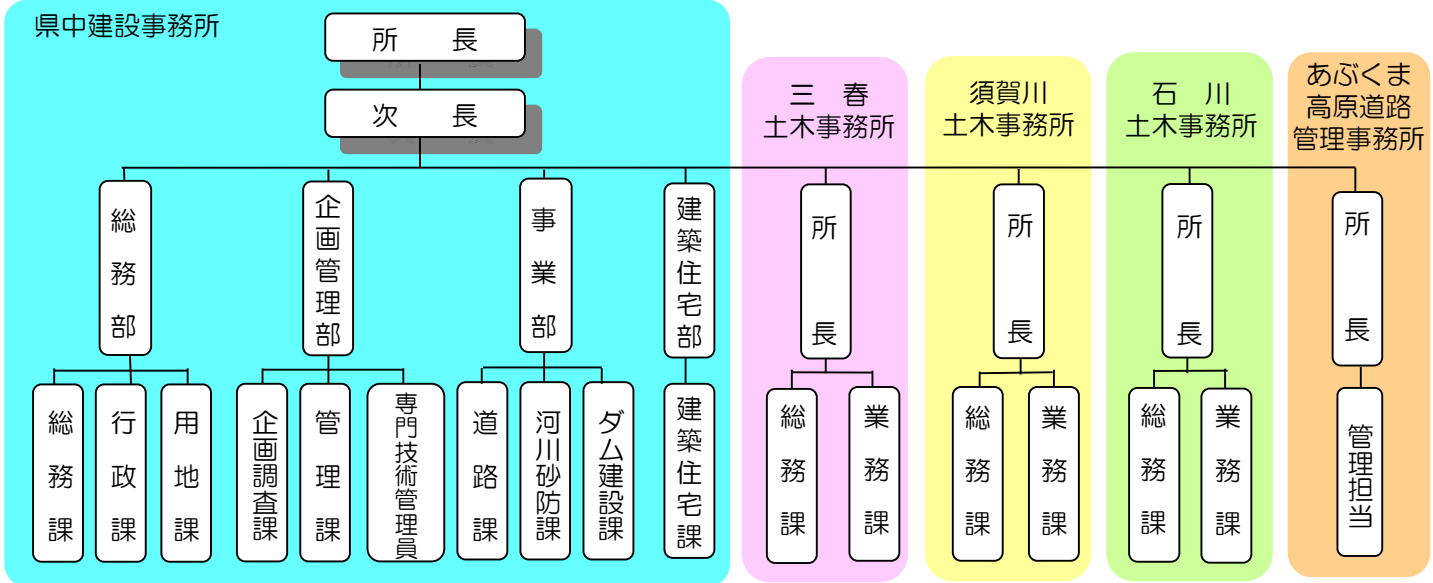 県中建設事務所
所　長
次　長
総務部
企画管理部
事業部
建築住宅部
総務課
行政課
用地課
企画調査課
管理課
専門技術管理員
道路課
河川砂防課
ダム建設課
建築住宅課
三　春
土木事務所
所長
総務課
業務課
須賀川
土木事務所
所長
総務課
業務課
石　川
土木事務所
所長
総務課
業務課
あぶくま
高原道路
管理事務所
所長
管理担当